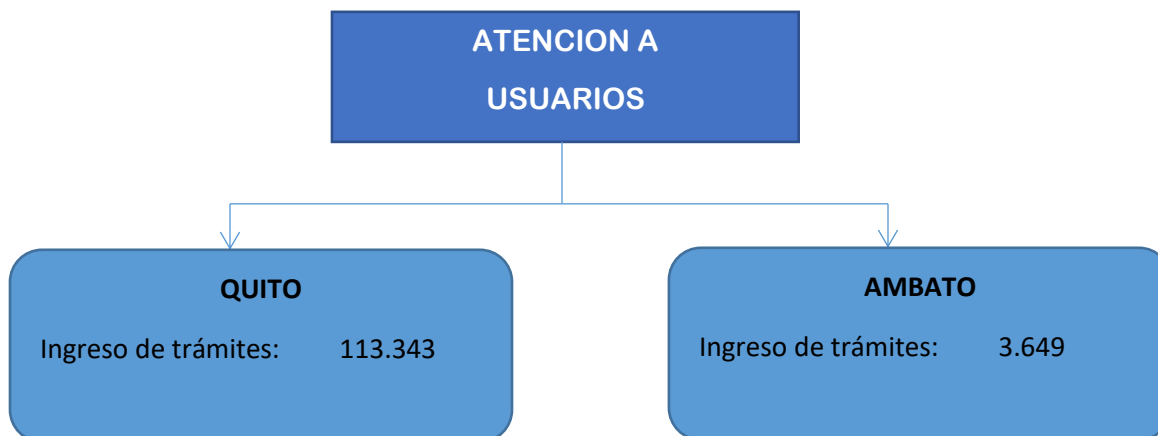 ATENCION A
USUARIOS
QUITO
Ingreso de trámites: 113.343
AMBATO
Ingreso de trámites: 3.649